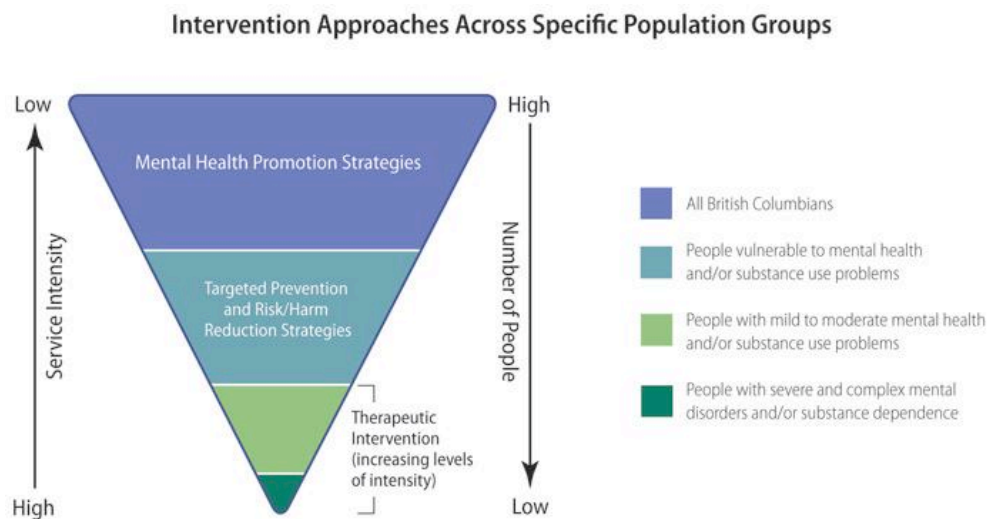 Intervention Approaches Across Specific Population Groups
Low
High
Mental Health Promotion Strategies
Service Intensity
Number of People
Targeted Prevention
and Risk/Harm
Reduction Strategies
Therapeutic
Intervention
(increasing levels
of intensity)
High
Low
All British Columbians
People vulnerable to mental health
and/or substance use problems
People with mild to moderate mental health
and/or substance use problems
People with severe and complex mental
disorders and/or substance dependence